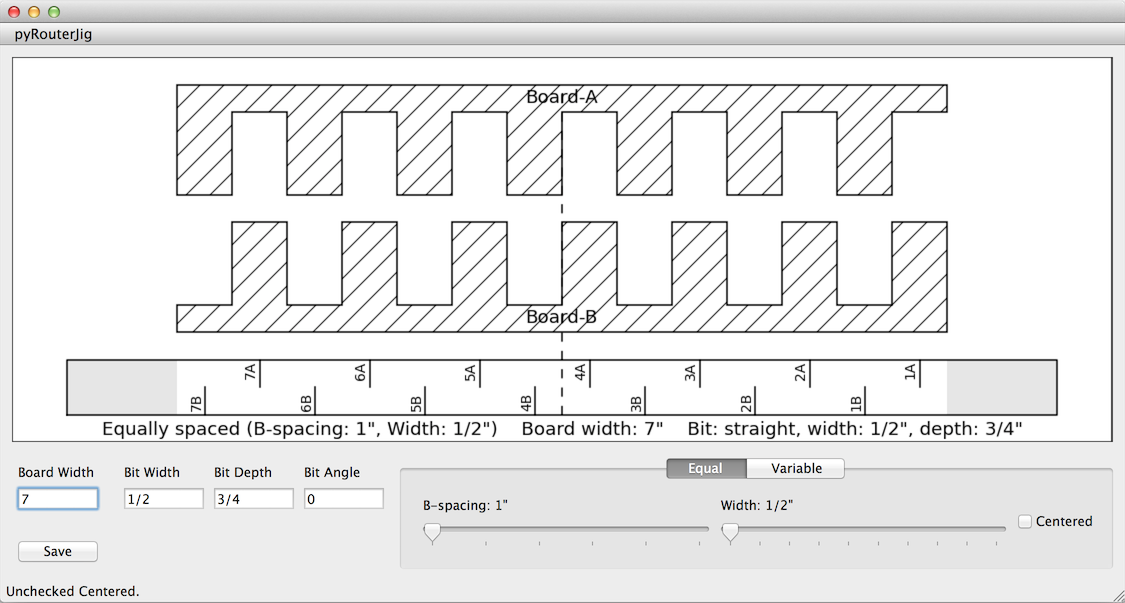 pyRouterJig
Board-A
Board-B
7A 6A 5A 4A 3A 2A 1A
7B 6B 5B 4B 3B 2B 1B
Equally spaced (B-spacing: 1", Width: 1/2") Board width: 7" Bit: straight, width: 1/2", depth: 3/4"
Equal Variable
Board Width Bit Width Bit Depth Bit Angle
7 1/2 3/4 0
B-spacing: 1" Width: 1/2"
Centered
Save
Unchecked Centered.